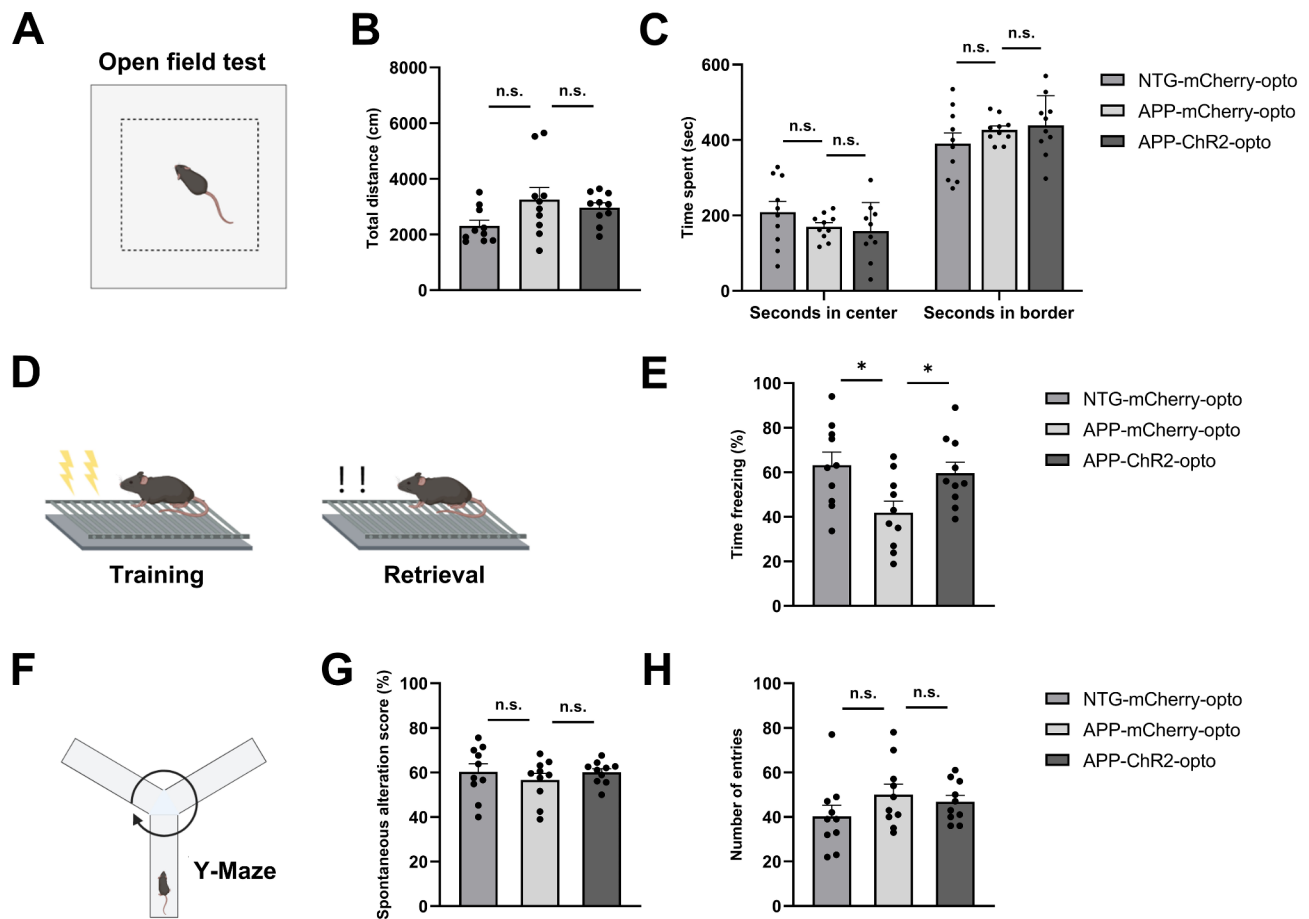 A
Open field test
B
Total distance (cm)
8000
6000
4000
2000
0
n.s.
n.s.
C
Time spent (sec)
600
400
200
0
n.s.
n.s.
n.s.
n.s.
Seconds in center
Seconds in border
NTG-mCherry-opto
APP-mCherry-opto
APP-ChR2-opto
D
! !
Training
Retrieval
E
Time freezing (%)
100
80
60
40
20
0
*
*
NTG-mCherry-opto
APP-mCherry-opto
APP-ChR2-opto
F
Y-Maze
G
Spontaneous alteration score (%)
100
80
60
40
20
0
n.s.
n.s.
H
Number of entries
100
80
60
40
20
0
n.s.
n.s.
NTG-mCherry-opto
APP-mCherry-opto
APP-ChR2-opto